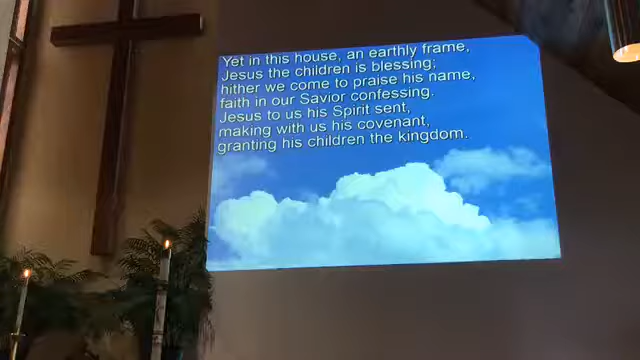 Yet in this house, an earthly frame,
Jesus the children is blessing;
hither we come to praise his name,
faith in our Savior confessing.
Jesus to us his Spirit sent,
making with us his covenant,
granting his children the kingdom.